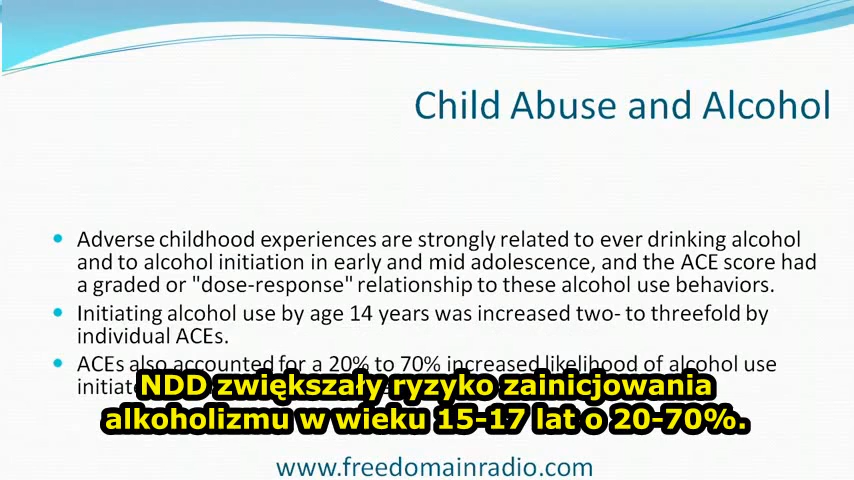 Child Abuse and Alcohol
Adverse childhood experiences are strongly related to ever drinking alcohol
and to alcohol initiation in early and mid adolescence, and the ACE score had
a graded or "dose-response" relationship to these alcohol use behaviors.
Initiating alcohol use by age 14 years was increased two- to threefold by
individual ACEs.
ACEs also accounted for a 20% to 70% increased likelihood of alcohol use
NDD zwiększały ryzyko zainicjowania
alkoholizmu w wieku 15-17 lat o 20-70%.
www.freedomainradio.com